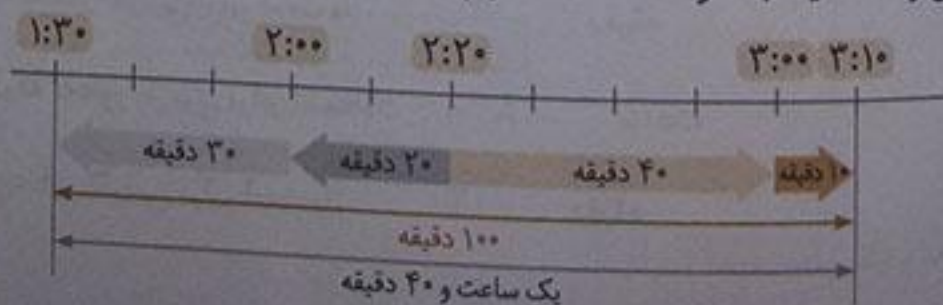 ۱:۳۰ ۲:۰۰ ۲:۲۰ ۳:۰۰ ۳:۱۰
۳۰ دقیقه ۲۰ دقیقه ۴۰ دقیقه ۱۰ دقیقه
۱۰۰ دقیقه
یک ساعت و ۴۰ دقیقه